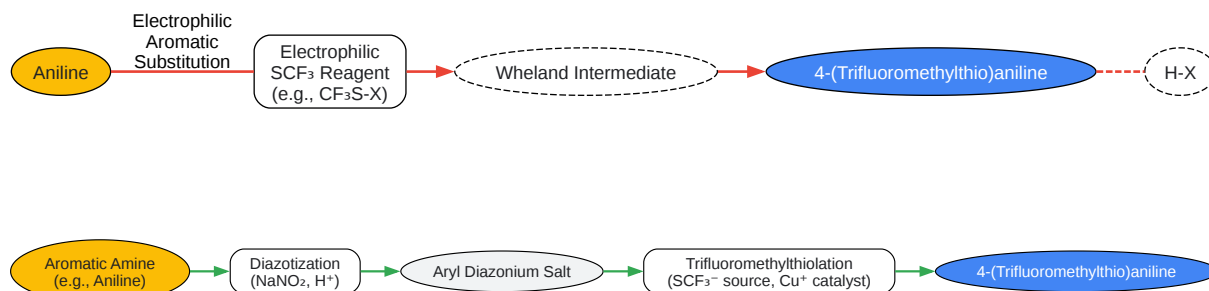 Electrophilic
Aromatic
Substitution
Aniline
Electrophilic
SCF₃ Reagent
(e.g., CF₃S-X)
Wheland Intermediate
4-(Trifluoromethylthio)aniline
H-X
Aromatic Amine
(e.g., Aniline)
Diazotization
(NaNO₂, H⁺)
Aryl Diazonium Salt
Trifluoromethylthiolation
(SCF₃⁻ source, Cu⁺ catalyst)
4-(Trifluoromethylthio)aniline